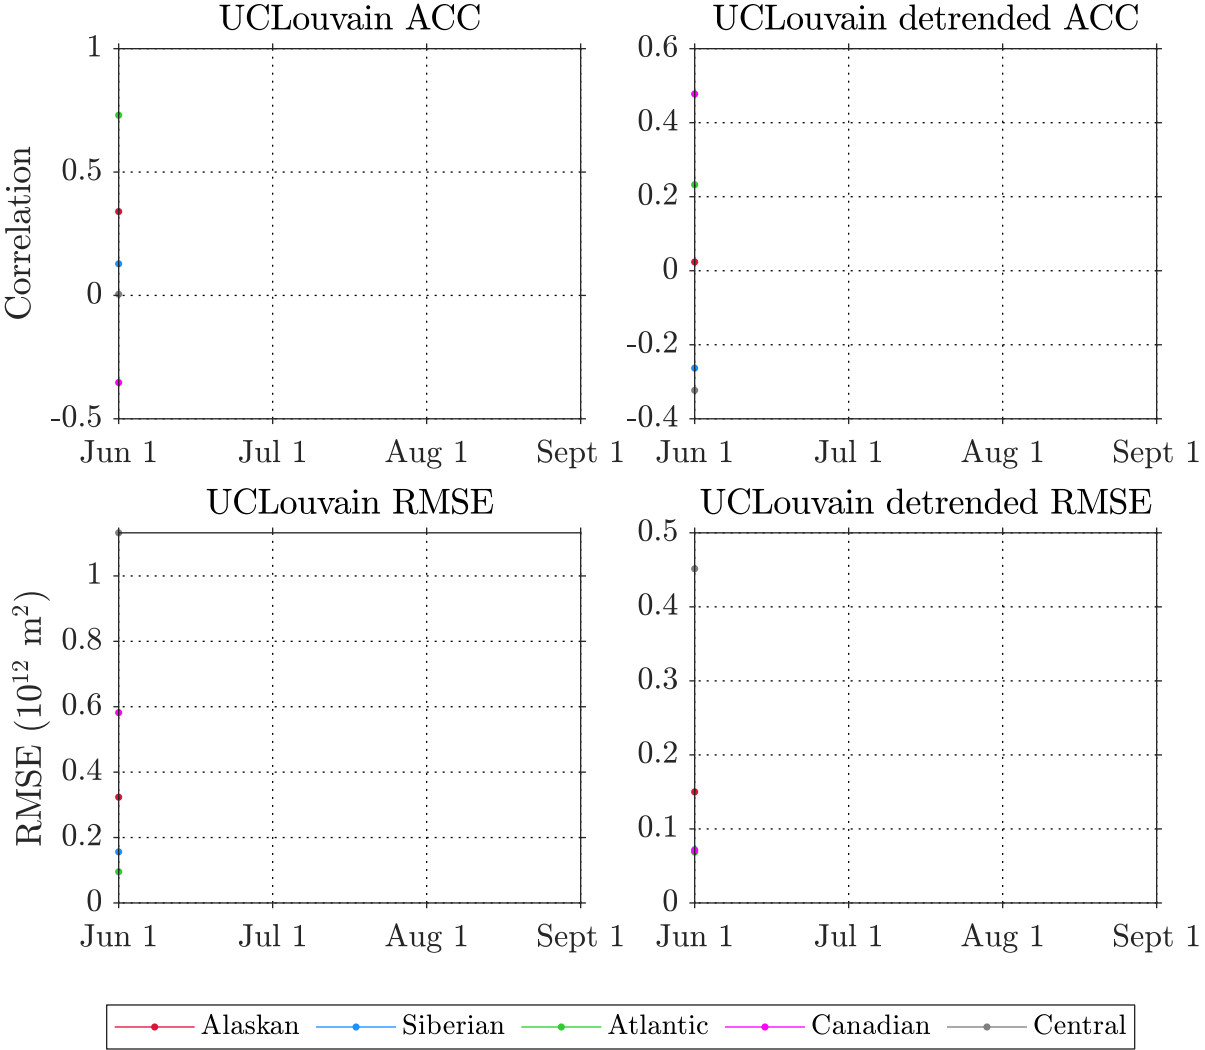 UCLouvain ACC
1
0.5
0
-0.5
Correlation
Jun 1 Jul 1 Aug 1 Sept 1
UCLouvain detrended ACC
0.6
0.4
0.2
0
-0.2
-0.4
Jun 1 Jul 1 Aug 1 Sept 1
UCLouvain RMSE
1
0.8
0.6
0.4
0.2
0
RMSE (10¹² m²)
Jun 1 Jul 1 Aug 1 Sept 1
UCLouvain detrended RMSE
0.5
0.4
0.3
0.2
0.1
0
Jun 1 Jul 1 Aug 1 Sept 1
Alaskan Siberian Atlantic Canadian Central